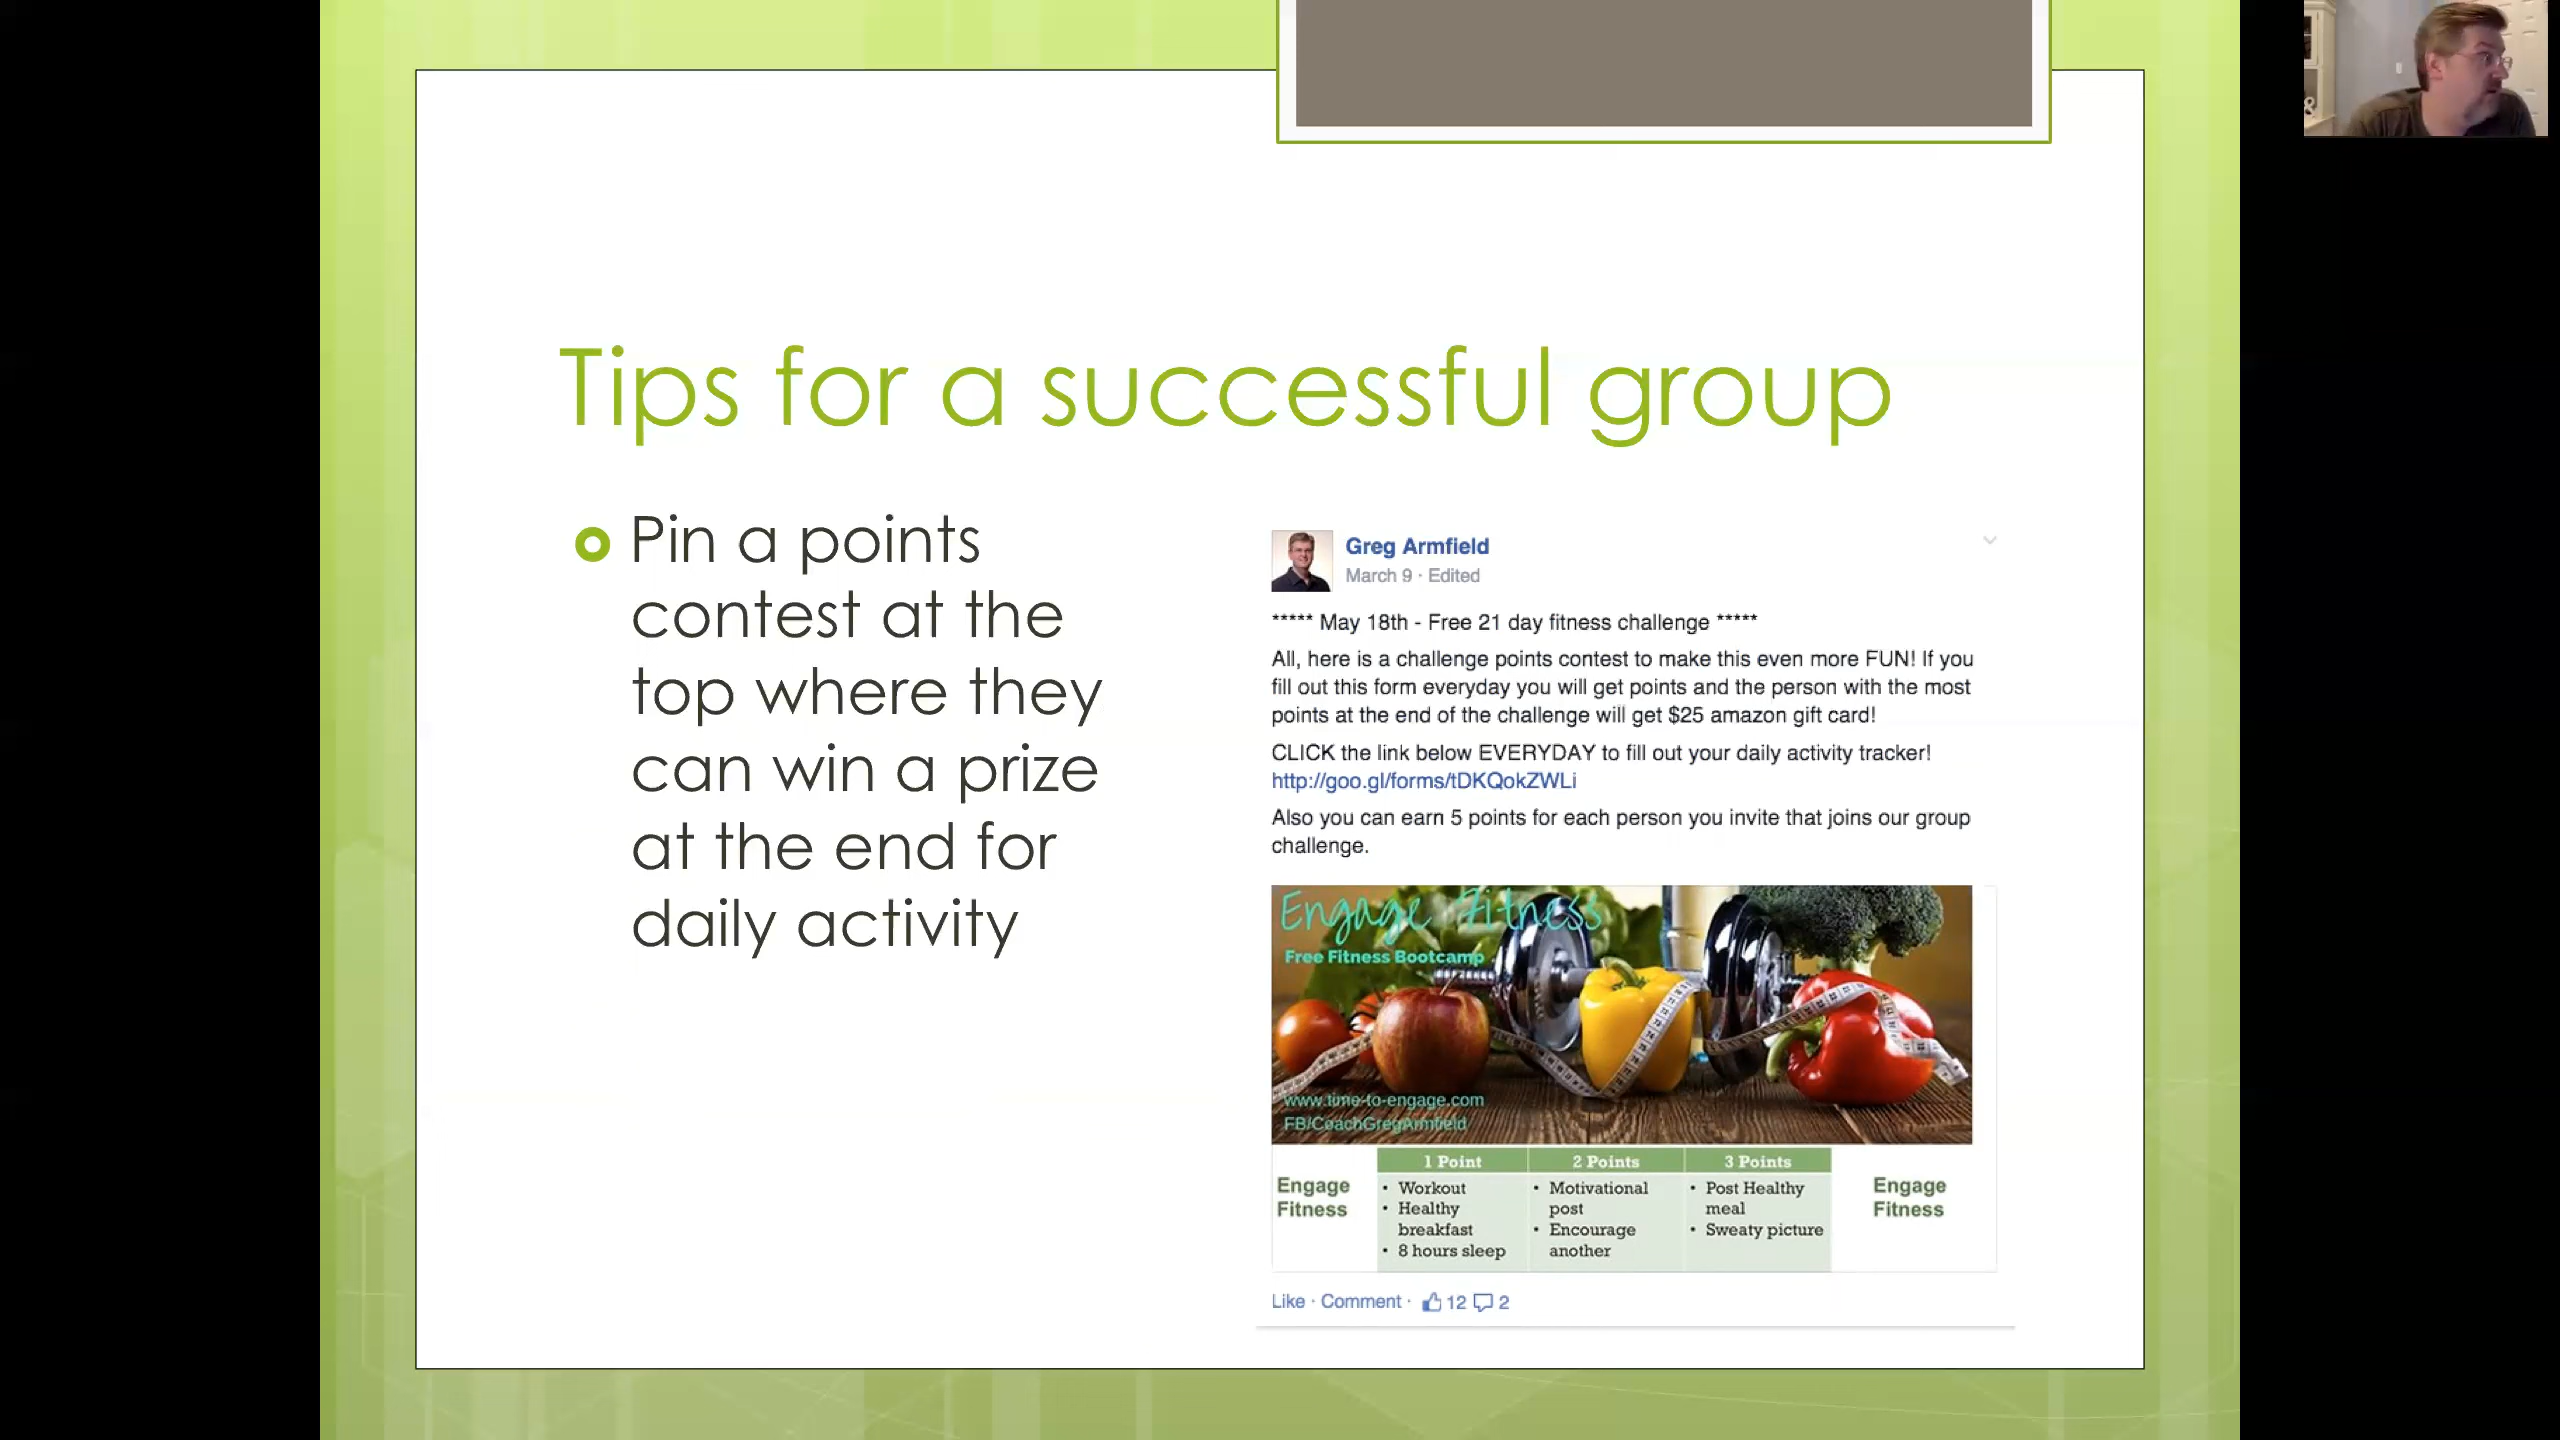 Tips for a successful group
Pin a points
contest at the
top where they
can win a prize
at the end for
daily activity
Greg Armfield
March 9 · Edited
***** May 18th - Free 21 day fitness challenge *****
All, here is a challenge points contest to make this even more FUN! If you
fill out this form everyday you will get points and the person with the most
points at the end of the challenge will get $25 amazon gift card!
CLICK the link below EVERYDAY to fill out your daily activity tracker!
http://goo.gl/forms/tDKQokZWLi
Also you can earn 5 points for each person you invite that joins our group
challenge.
Engage Fitness
Free Fitness Bootcamp
www.time-to-engage.com
FB/CoachGregArmfield
Engage
Fitness
1 Point
• Workout
• Healthy
breakfast
• 8 hours sleep
2 Points
• Motivational
post
• Encourage
another
3 Points
• Post Healthy
meal
• Sweaty picture
Engage
Fitness
Like · Comment · 12 2